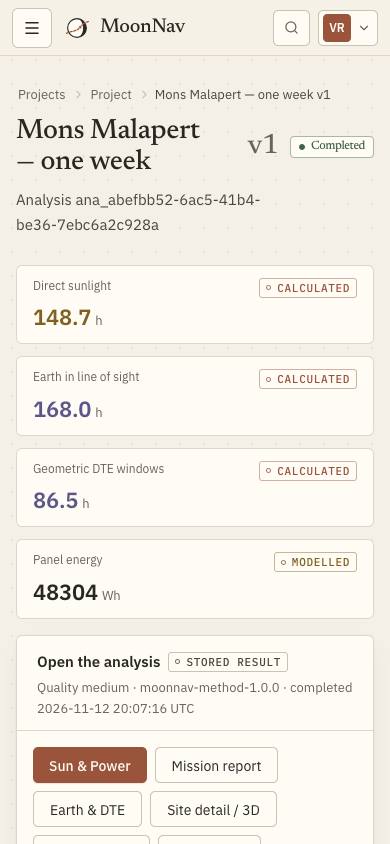 MoonNav
VR
Projects > Project > Mons Malapert — one week v1
Mons Malapert
— one week
v1
Completed
Analysis ana_abefbb52-6ac5-41b4-
be36-7ebc6a2c928a
Direct sunlight
CALCULATED
148.7 h
Earth in line of sight
CALCULATED
168.0 h
Geometric DTE windows
CALCULATED
86.5 h
Panel energy
MODELLED
48304 Wh
Open the analysis
STORED RESULT
Quality medium · moonnav-method-1.0.0 · completed
2026-11-12 20:07:16 UTC
Sun & Power
Mission report
Earth & DTE
Site detail / 3D